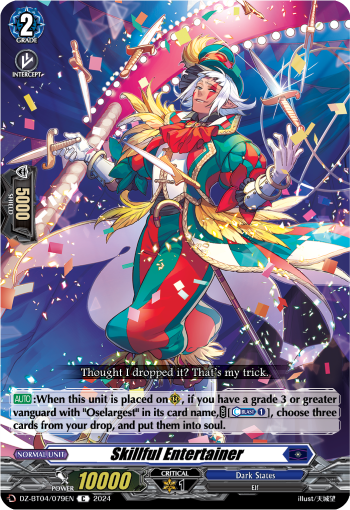 2
GRADE
INTERCEPT
5000
SHIELD
Thought I dropped it? That's my trick.
AUTO:When this unit is placed on R, if you have a grade 3 or greater
vanguard with "Oselargest" in its card name, [C BLAST 1], choose three
cards from your drop, and put them into soul.
NORMAL UNIT
Skillful Entertainer
POWER 10000
CRITICAL
1
Dark States
Elf
DZ-BT04/079EN C 2024
illust/天城望